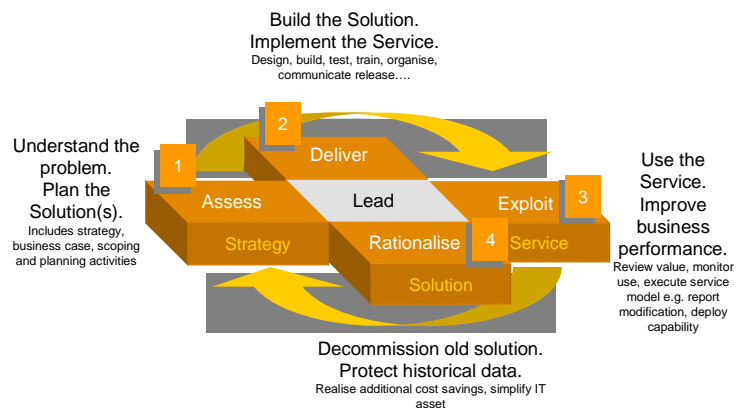 Build the Solution.
Implement the Service.
Design, build, test, train, organise,
communicate release….
Understand the
problem.
Plan the
Solution(s).
Includes strategy,
business case, scoping
and planning activities
1
Assess
Strategy
2
Deliver
Lead
Exploit
3
Service
Rationalise
4
Solution
Use the
Service.
Improve
business
performance.
Review value, monitor
use, execute service
model e.g. report
modification, deploy
capability
Decommission old solution.
Protect historical data.
Realise additional cost savings, simplify IT
asset